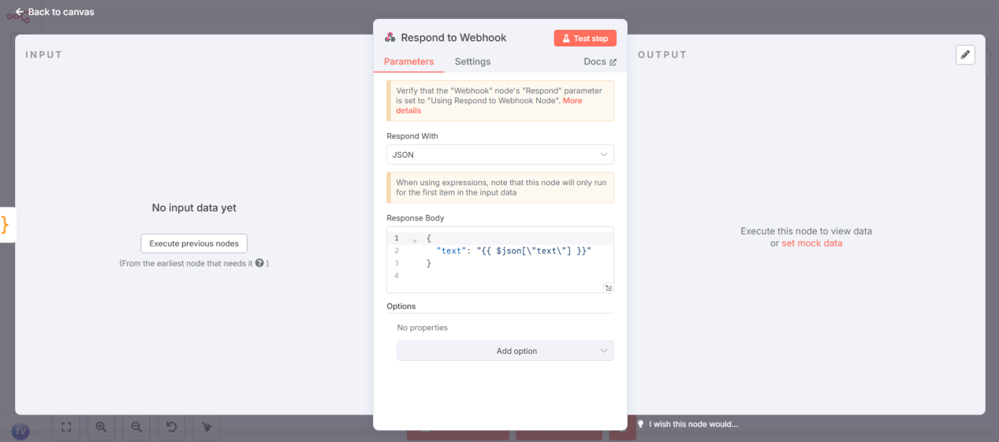 Back to canvas
INPUT
No input data yet
Execute previous nodes
(From the earliest node that needs it ? )
Respond to Webhook
Test step
Parameters
Settings
Docs
Verify that the "Webhook" node's "Respond" parameter
is set to "Using Respond to Webhook Node". More
details
Respond With
JSON
When using expressions, note that this node will only run
for the first item in the input data
Response Body
1 {
2 "text": "{{ $json[\"text\"] }}"
3 }
4
Options
No properties
Add option
OUTPUT
Execute this node to view data
or set mock data
}
TV
I wish this node would...